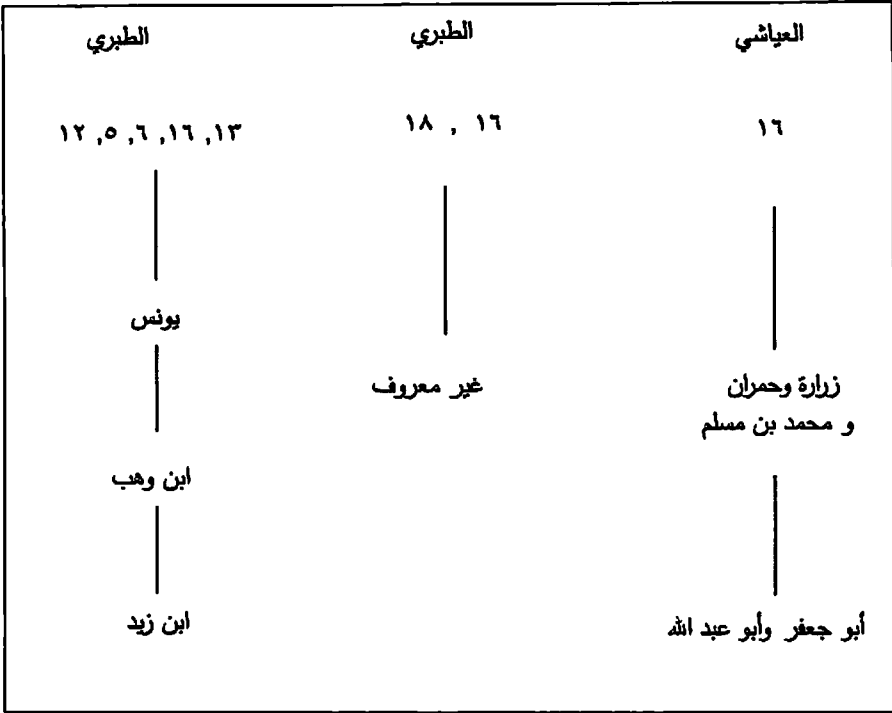 العياشي
الطبري
الطبري
١٦
١٦ , ١٨
١٣, ١٦, ٦, ٥, ١٢
زرارة وحمران
و محمد بن مسلم
غير معروف
يونس
ابن وهب
أبو جعفر وأبو عبد الله
ابن زيد